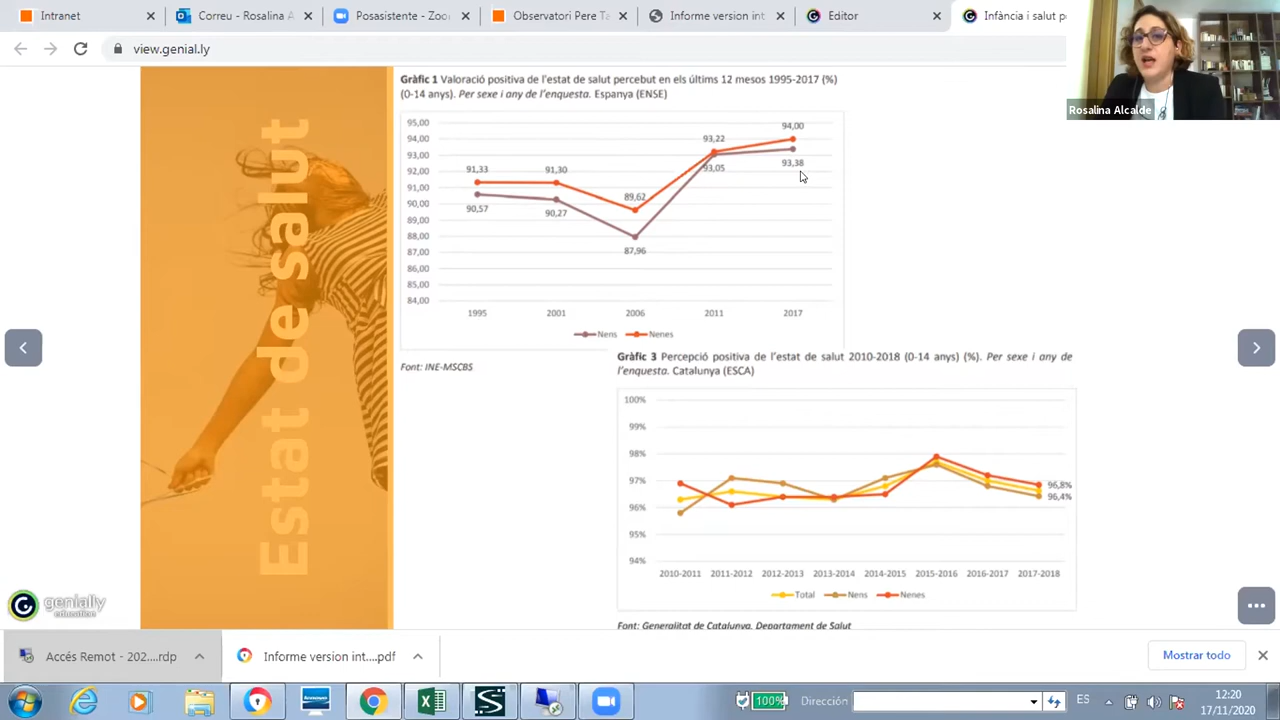 Intranet
Correu - Rosalina A
Posasistente - Zoo
Observatori Pere Ta
Informe version int
Editor
Infància i salut p
view.genial.ly
Rosalina Alcalde
Estat de salut
Gràfic 1 Valoració positiva de l'estat de salut percebut en els últims 12 mesos 1995-2017 (%)
(0-14 anys). Per sexe i any de l'enquesta. Espanya (ENSE)
95,00
94,00
93,00
92,00
91,00
90,00
89,00
88,00
87,00
86,00
85,00
84,00
91,33
91,30
89,62
93,22
94,00
90,57
90,27
87,96
93,05
93,38
1995 2001 2006 2011 2017
Nens Nenes
Font: INE-MSCBS
Gràfic 3 Percepció positiva de l'estat de salut 2010-2018 (0-14 anys) (%). Per sexe i any de
l'enquesta. Catalunya (ESCA)
100%
99%
98%
97%
96%
95%
94%
96,8%
96,4%
2010-2011 2011-2012 2012-2013 2013-2014 2014-2015 2015-2016 2016-2017 2017-2018
Total Nens Nenes
Font: Generalitat de Catalunya. Departament de Salut
genially
education
Accés Remot - 202....rdp
Informe version int....pdf
Mostrar todo
100%
Dirección
ES
12:20
17/11/2020